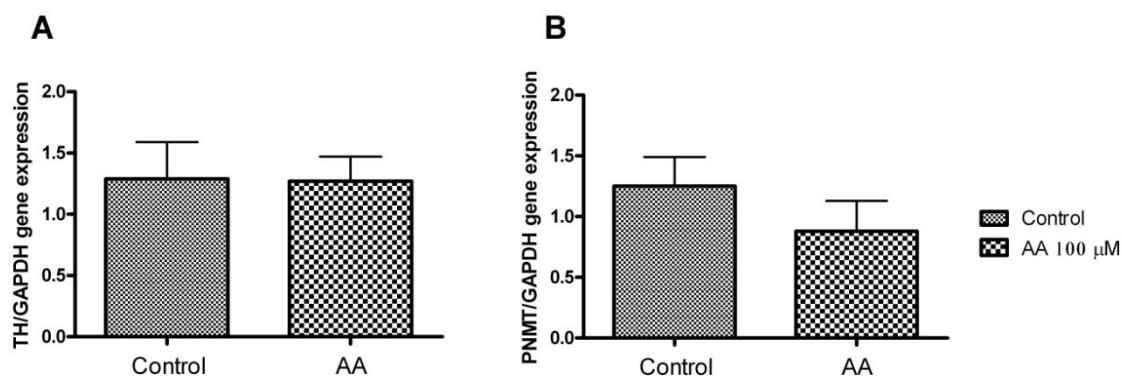 A
TH/GAPDH gene expression
2.0
1.5
1.0
0.5
0.0
Control
AA
B
PNMT/GAPDH gene expression
2.0
1.5
1.0
0.5
0.0
Control
AA
Control
AA 100 μM